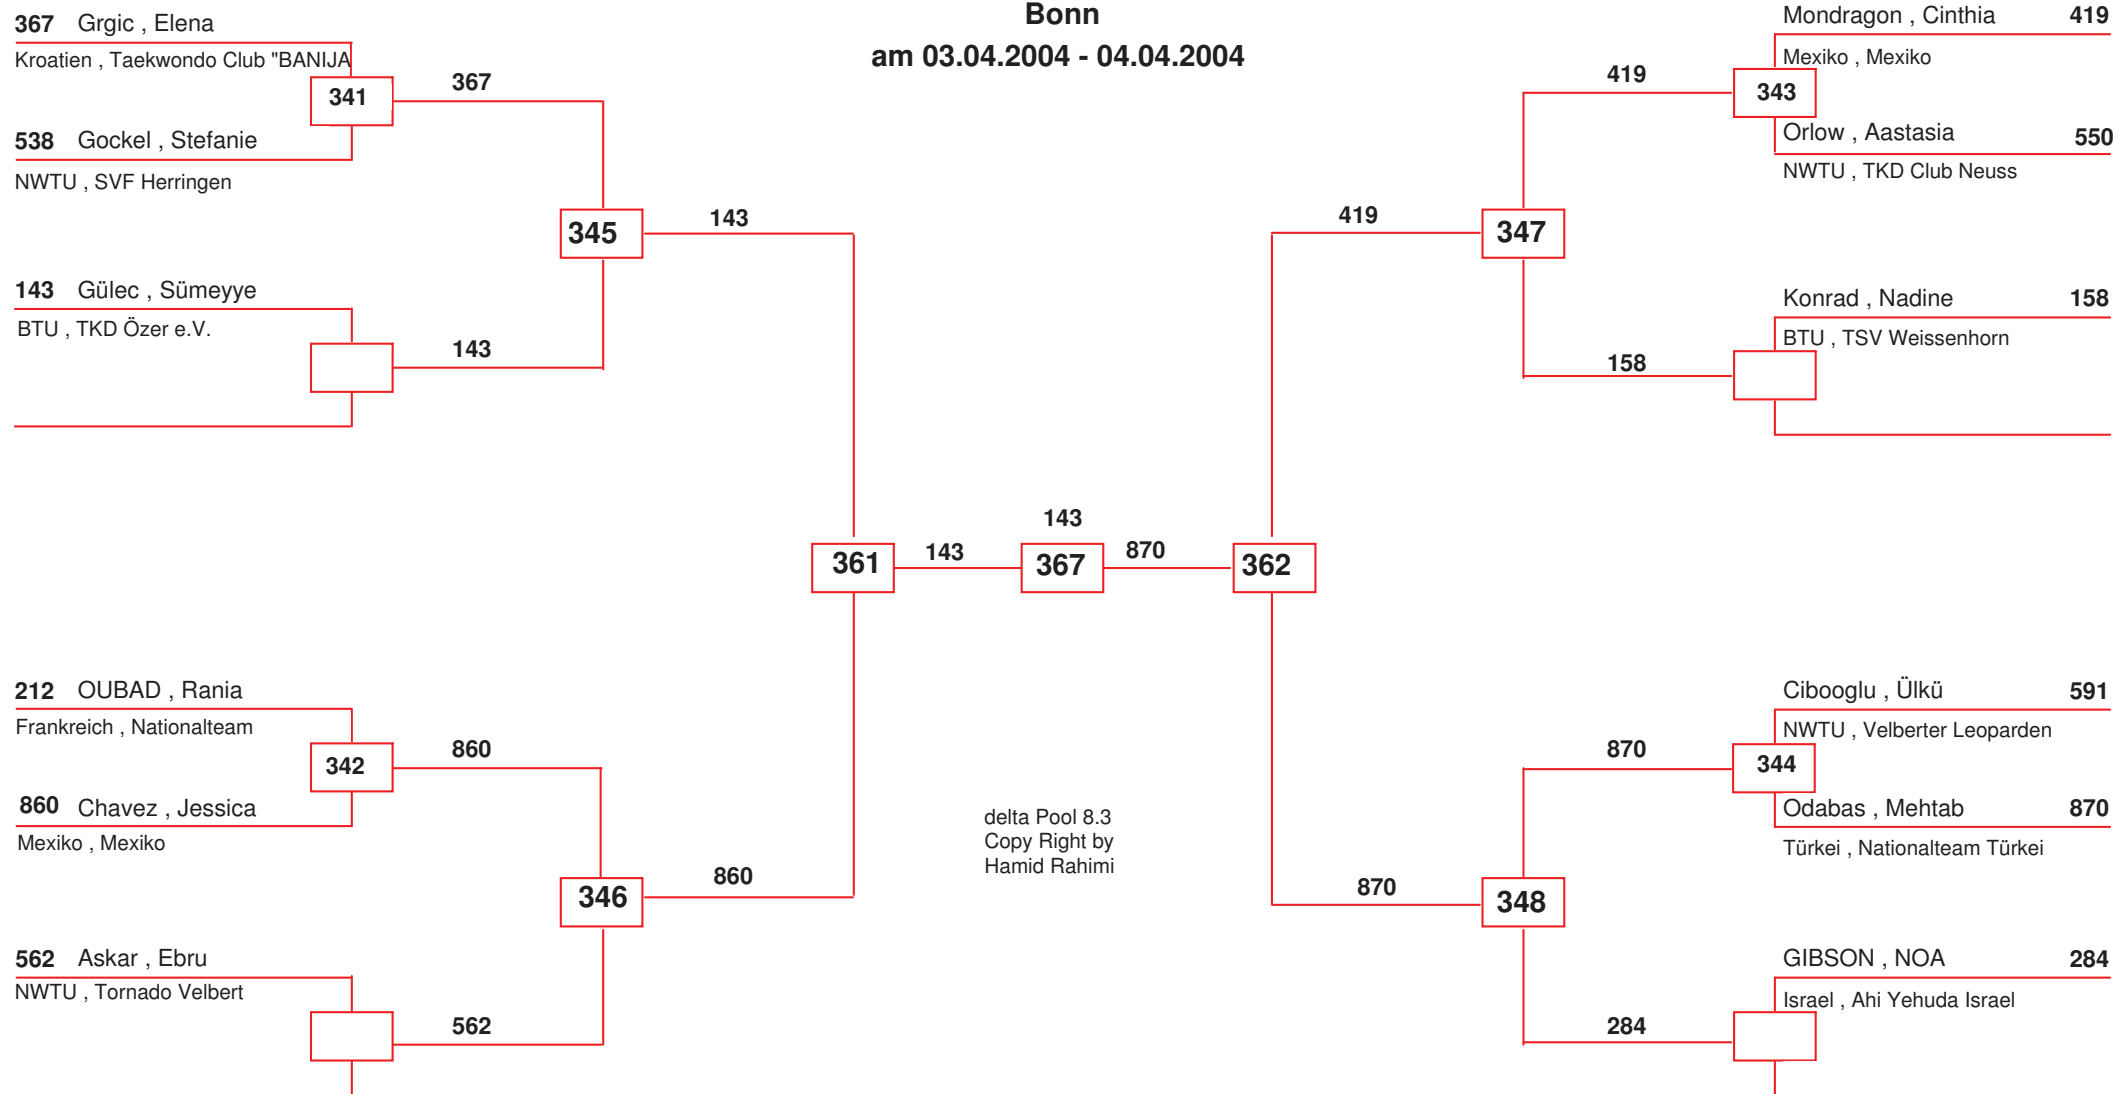 Bonn
am 03.04.2004 - 04.04.2004
367 Grgic , Elena
Kroatien , Taekwondo Club "BANIJA
341
367
538 Gockel , Stefanie
NWTU , SVF Herringen
345
143
143 Gülec , Sümeyye
BTU , TKD Özer e.V.
143
361
143
143
367
870
362
212 OUBAD , Rania
Frankreich , Nationalteam
342
860
860 Chavez , Jessica
Mexiko , Mexiko
346
860
562 Askar , Ebru
NWTU , Tornado Velbert
562
delta Pool 8.3
Copy Right by
Hamid Rahimi
Mondragon , Cinthia 419
Mexiko , Mexiko
419
343
Orlow , Aastasia 550
NWTU , TKD Club Neuss
419
347
Konrad , Nadine 158
BTU , TSV Weissenhorn
158
Cibooglu , Ülkü 591
NWTU , Velberter Leoparden
870
344
Odabas , Mehtab 870
Türkei , Nationalteam Türkei
870
348
GIBSON , NOA 284
Israel , Ahi Yehuda Israel
284